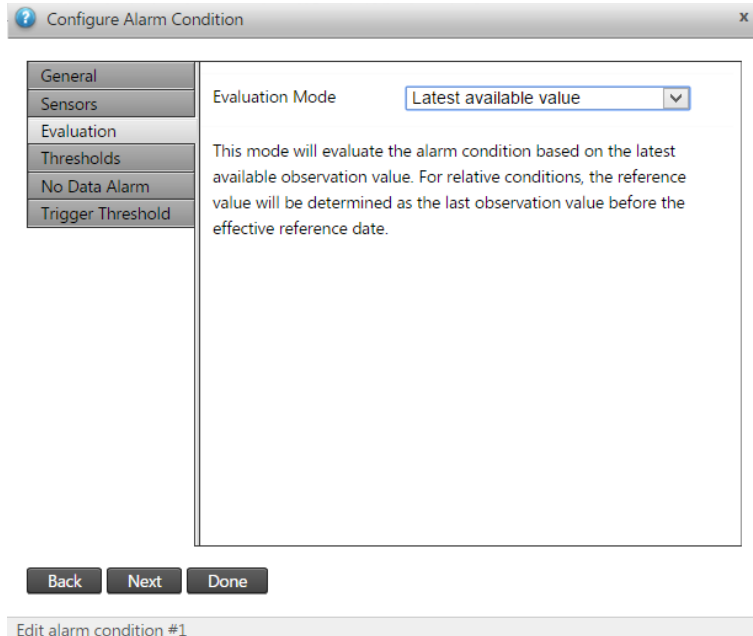 Configure Alarm Condition
x
General
Sensors
Evaluation
Thresholds
No Data Alarm
Trigger Threshold
Evaluation Mode
Latest available value
This mode will evaluate the alarm condition based on the latest
available observation value. For relative conditions, the reference
value will be determined as the last observation value before the
effective reference date.
Back
Next
Done
Edit alarm condition #1